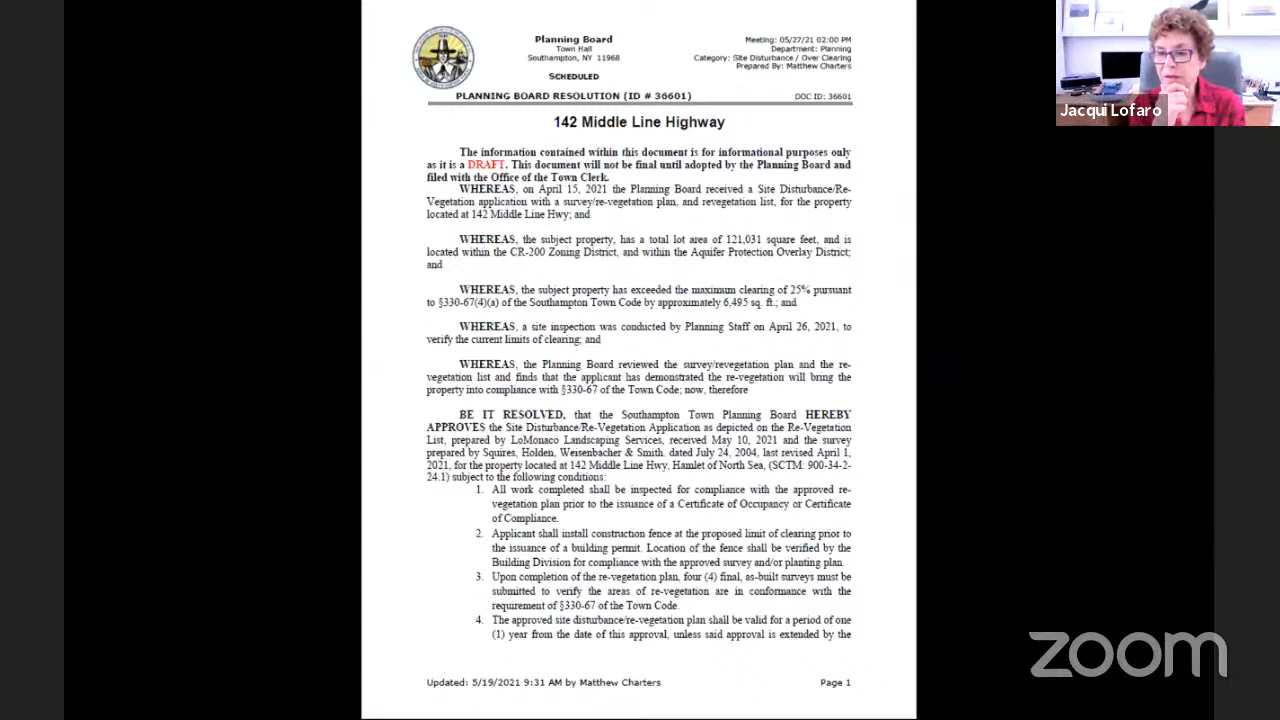 Planning Board
Town Hall
Southampton, NY 11968
SCHEDULED
Meeting: 05/27/21 02:00 PM
Department: Planning
Category: Site Disturbance / Over Clearing
Prepared By: Matthew Charters
PLANNING BOARD RESOLUTION (ID # 36601)
DOC ID: 36601
142 Middle Line Highway
The information contained within this document is for informational purposes only
as it is a DRAFT. This document will not be final until adopted by the Planning Board and
filed with the Office of the Town Clerk.
WHEREAS, on April 15, 2021 the Planning Board received a Site Disturbance/Re-
Vegetation application with a survey/re-vegetation plan, and revegetation list, for the property
located at 142 Middle Line Hwy; and
WHEREAS, the subject property, has a total lot area of 121,031 square feet, and is
located within the CR-200 Zoning District, and within the Aquifer Protection Overlay District;
and
WHEREAS, the subject property has exceeded the maximum clearing of 25% pursuant
to §330-67(4)(a) of the Southampton Town Code by approximately 6,495 sq. ft.; and
WHEREAS, a site inspection was conducted by Planning Staff on April 26, 2021, to
verify the current limits of clearing; and
WHEREAS, the Planning Board reviewed the survey/revegetation plan and the re-
vegetation list and finds that the applicant has demonstrated the re-vegetation will bring the
property into compliance with §330-67 of the Town Code; now, therefore
BE IT RESOLVED, that the Southampton Town Planning Board HEREBY
APPROVES the Site Disturbance/Re-Vegetation Application as depicted on the Re-Vegetation
List, prepared by LoMonaco Landscaping Services, received May 10, 2021 and the survey
prepared by Squires, Holden, Weisenbacher & Smith. dated July 24, 2004, last revised April 1,
2021, for the property located at 142 Middle Line Hwy, Hamlet of North Sea, (SCTM: 900-34-2-
24.1) subject to the following conditions:
1. All work completed shall be inspected for compliance with the approved re-
vegetation plan prior to the issuance of a Certificate of Occupancy or Certificate
of Compliance.
2. Applicant shall install construction fence at the proposed limit of clearing prior to
the issuance of a building permit. Location of the fence shall be verified by the
Building Division for compliance with the approved survey and/or planting plan.
3. Upon completion of the re-vegetation plan, four (4) final, as-built surveys must be
submitted to verify the areas of re-vegetation are in conformance with the
requirement of §330-67 of the Town Code.
4. The approved site disturbance/re-vegetation plan shall be valid for a period of one
(1) year from the date of this approval, unless said approval is extended by the
Updated: 5/19/2021 9:31 AM by Matthew Charters
Page 1
Jacqui Lofaro
zoom